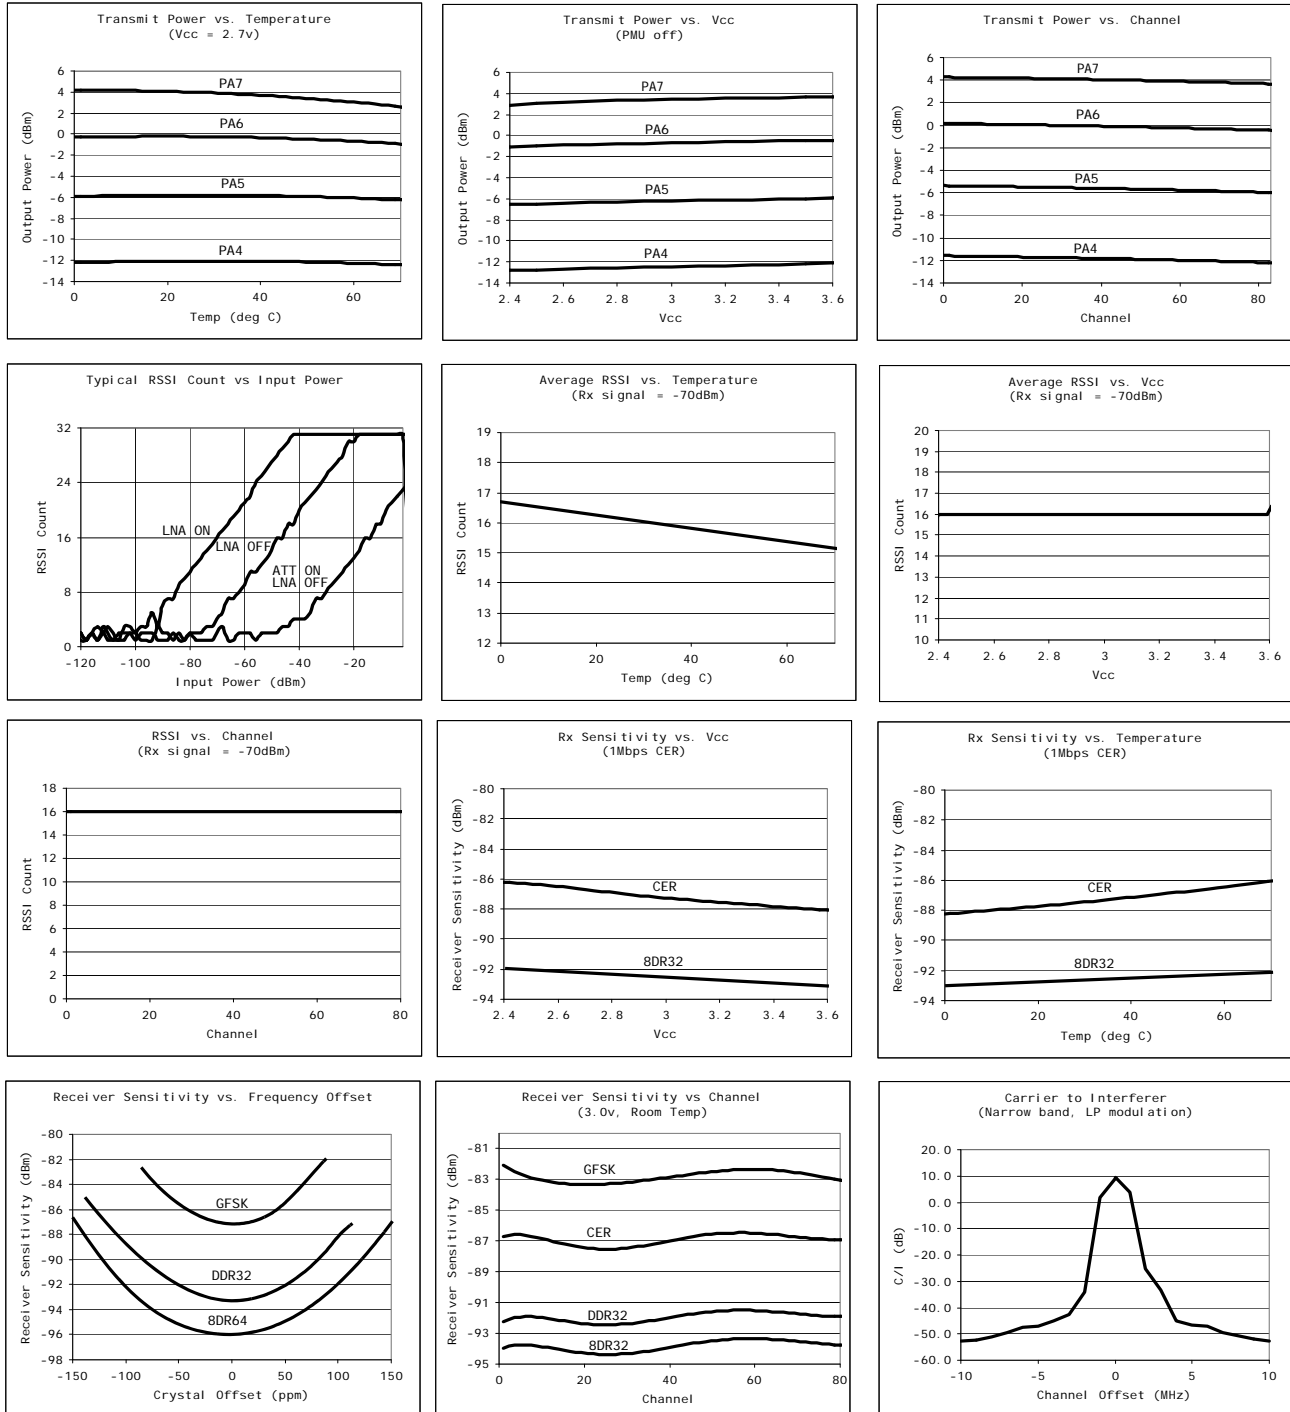 Transmit Power vs. Temperature
(Vcc = 2.7v)
Output Power (dBm)
6
4
2
0
-2
-4
-6
-8
-10
-12
-14
PA7
PA6
PA5
PA4
0 20 40 60
Temp (deg C)
Transmit Power vs. Vcc
(PMU off)
Output Power (dBm)
6
4
2
0
-2
-4
-6
-8
-10
-12
-14
PA7
PA6
PA5
PA4
2.4 2.6 2.8 3 3.2 3.4 3.6
Vcc
Transmit Power vs. Channel
Output Power (dBm)
6
4
2
0
-2
-4
-6
-8
-10
-12
-14
PA7
PA6
PA5
PA4
0 20 40 60 80
Channel
Typical RSSI Count vs Input Power
RSSI Count
32
24
16
8
0
LNA ON
LNA OFF
ATT ON
LNA OFF
-120 -100 -80 -60 -40 -20
Input Power (dBm)
Average RSSI vs. Temperature
(Rx signal = -70dBm)
RSSI Count
19
18
17
16
15
14
13
12
0 20 40 60
Temp (deg C)
Average RSSI vs. Vcc
(Rx signal = -70dBm)
RSSI Count
20
19
18
17
16
15
14
13
12
11
10
2.4 2.6 2.8 3 3.2 3.4 3.6
Vcc
RSSI vs. Channel
(Rx signal = -70dBm)
RSSI Count
18
16
14
12
10
8
6
4
2
0
0 20 40 60 80
Channel
Rx Sensitivity vs. Vcc
(1Mbps CER)
Receiver Sensitivity (dBm)
-80
-82
-84
-86
-88
-90
-92
-94
CER
8DR32
2.4 2.6 2.8 3 3.2 3.4 3.6
Vcc
Rx Sensitivity vs. Temperature
(1Mbps CER)
Receiver Sensitivity (dBm)
-80
-82
-84
-86
-88
-90
-92
-94
CER
8DR32
0 20 40 60
Temp (deg C)
Receiver Sensitivity vs. Frequency Offset
Receiver Sensitivity (dBm)
-80
-82
-84
-86
-88
-90
-92
-94
-96
-98
GFSK
DDR32
8DR64
-150 -100 -50 0 50 100 150
Crystal Offset (ppm)
Receiver Sensitivity vs Channel
(3.0v, Room Temp)
Receiver Sensitivity (dBm)
-81
-83
-85
-87
-89
-91
-93
-95
GFSK
CER
DDR32
8DR32
0 20 40 60 80
Channel
Carrier to Interferer
(Narrow band, LP modulation)
C/I (dB)
20.0
10.0
0.0
-10.0
-20.0
-30.0
-40.0
-50.0
-60.0
-10 -5 0 5 10
Channel Offset (MHz)